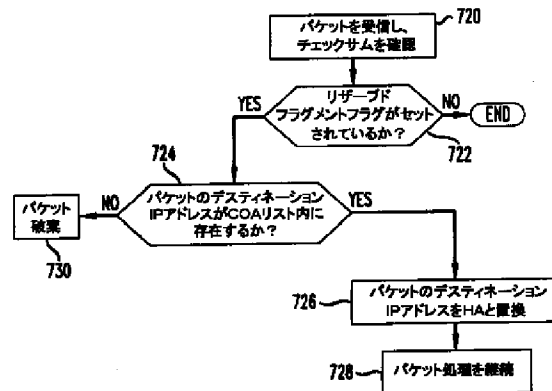 パケットを受信し、
チェックサムを確認
720
リザーブド
フラグメントフラグがセット
されているか？
YES
NO
END
722
724
パケットのデスティネーション
IPアドレスがCOAリスト内に
存在するか？
NO
YES
パケット
破棄
730
726
パケットのデスティネーション
IPアドレスをHAと置換
728
パケット処理を継続